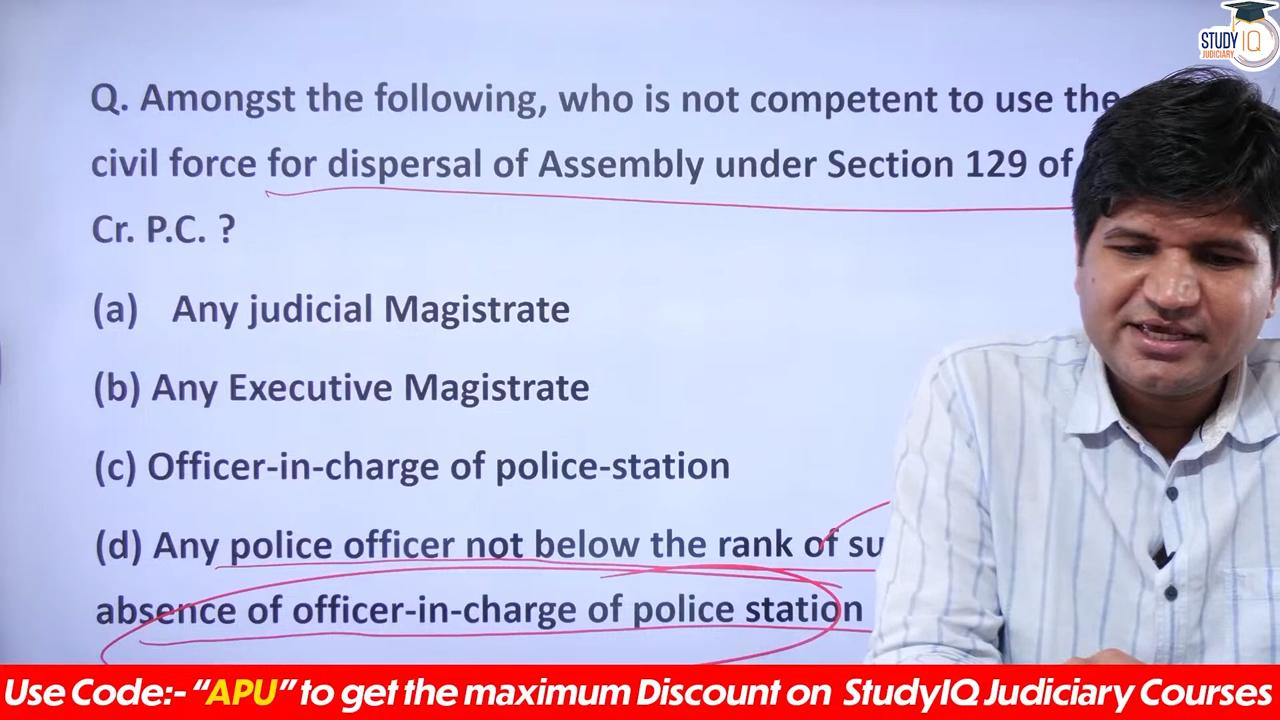 STUDY IQ
JUDICIARY
Q. Amongst the following, who is not competent to use the
civil force for dispersal of Assembly under Section 129 of
Cr. P.C. ?
(a) Any judicial Magistrate
(b) Any Executive Magistrate
(c) Officer-in-charge of police-station
(d) Any police officer not below the rank of
absence of officer-in-charge of police station
Use Code:- “APU” to get the maximum Discount on StudyIQ Judiciary Courses